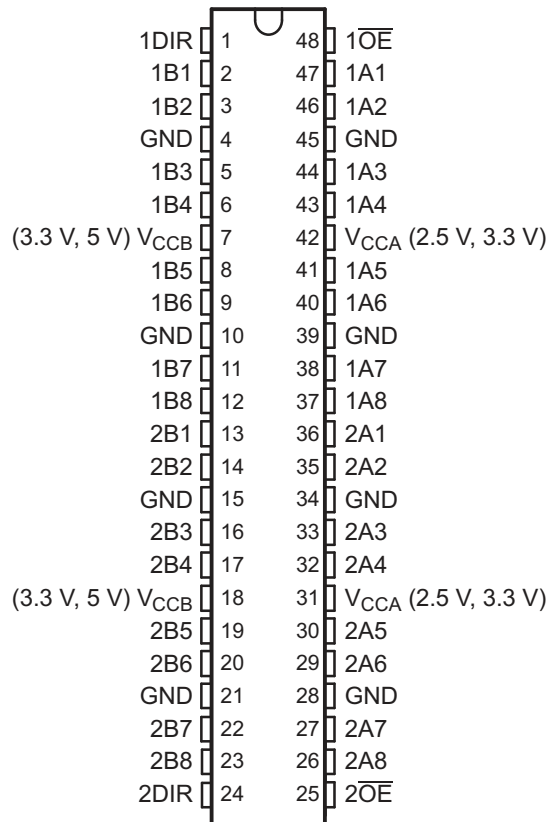 1DIR 1 48 1O̅E̅
1B1 2 47 1A1
1B2 3 46 1A2
GND 4 45 GND
1B3 5 44 1A3
1B4 6 43 1A4
(3.3 V, 5 V) VCCB 7 42 VCCA (2.5 V, 3.3 V)
1B5 8 41 1A5
1B6 9 40 1A6
GND 10 39 GND
1B7 11 38 1A7
1B8 12 37 1A8
2B1 13 36 2A1
2B2 14 35 2A2
GND 15 34 GND
2B3 16 33 2A3
2B4 17 32 2A4
(3.3 V, 5 V) VCCB 18 31 VCCA (2.5 V, 3.3 V)
2B5 19 30 2A5
2B6 20 29 2A6
GND 21 28 GND
2B7 22 27 2A7
2B8 23 26 2A8
2DIR 24 25 2O̅E̅